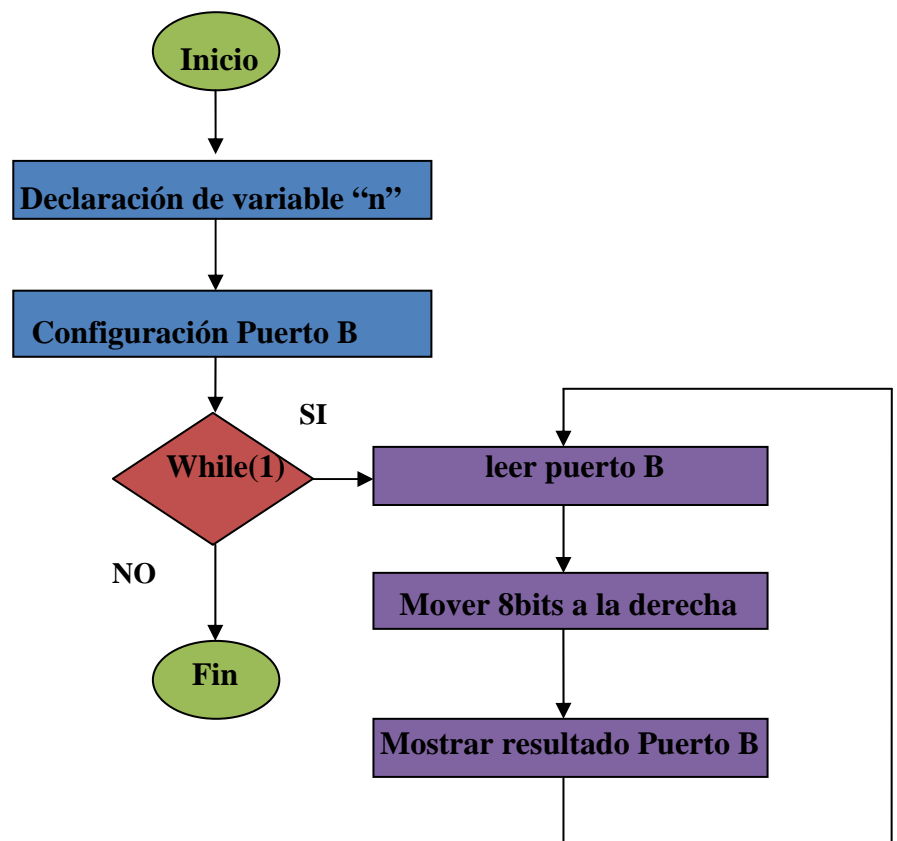 Inicio
Declaración de variable “n”
Configuración Puerto B
SI
While(1)
leer puerto B
NO
Mover 8bits a la derecha
Fin
Mostrar resultado Puerto B